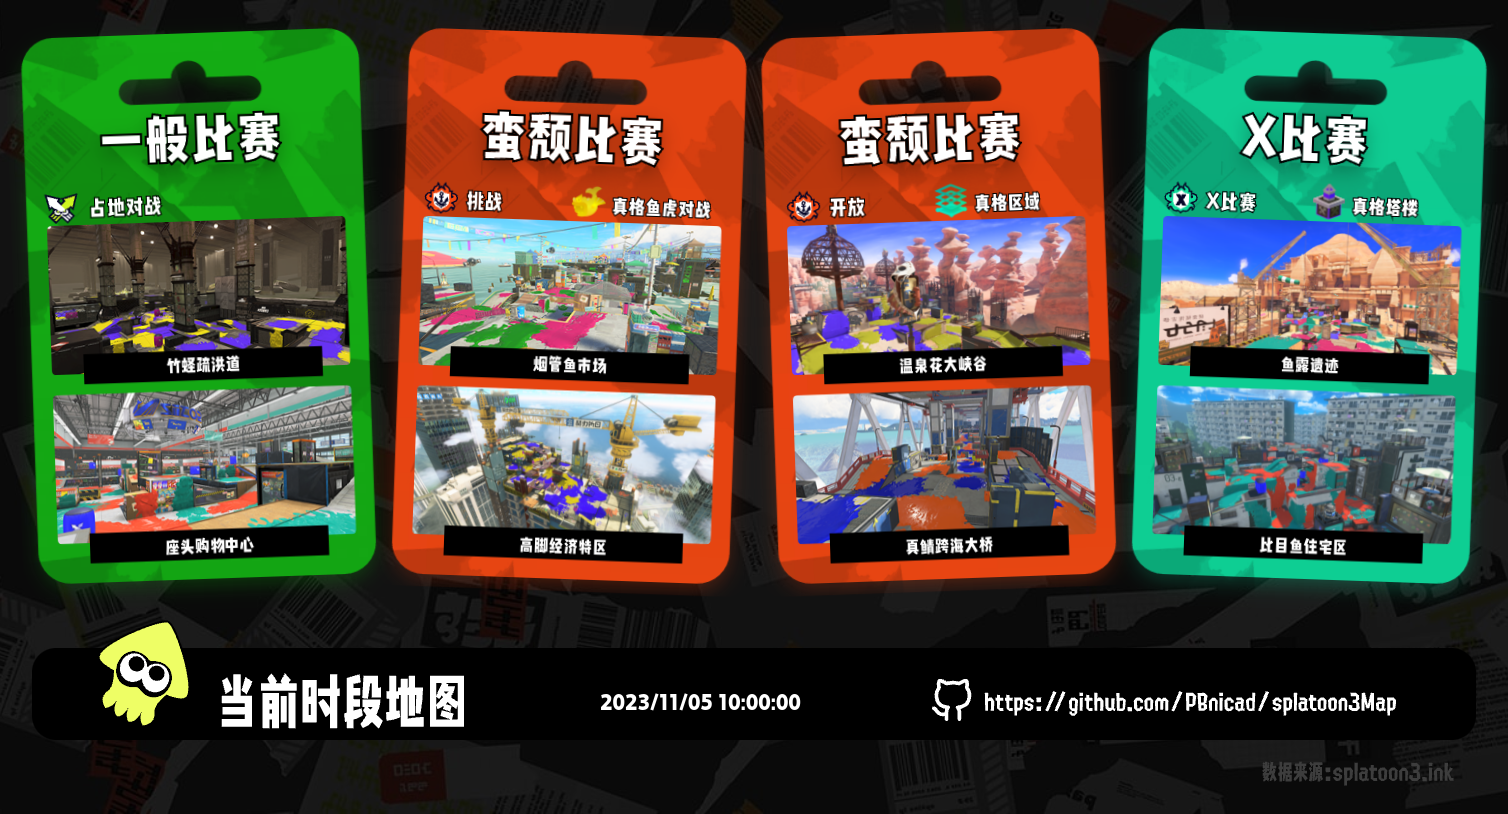 一般比赛
占地对战
竹蛏疏洪道
座头购物中心
蛮颓比赛
挑战
真格鱼虎对战
烟管鱼市场
高脚经济特区
蛮颓比赛
开放
真格区域
温泉花大峡谷
真鲷跨海大桥
X比赛
X比赛
真格塔楼
鱼露遗迹
比目鱼住宅区
当前时段地图
2023/11/05 10:00:00
https://github.com/PBnicad/splatoon3Map
数据来源:splatoon3.ink